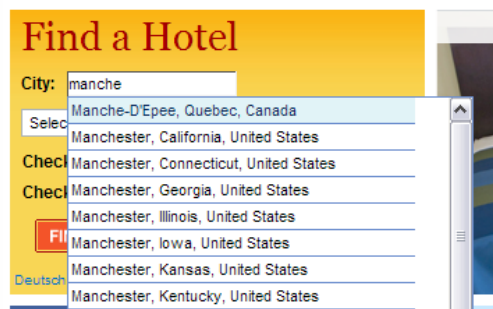 Find a Hotel
City: manche
Manche-D'Epee, Quebec, Canada
Manchester, California, United States
Manchester, Connecticut, United States
Manchester, Georgia, United States
Manchester, Illinois, United States
Manchester, Iowa, United States
Manchester, Kansas, United States
Manchester, Kentucky, United States
Selec
Check
Check
FI
Deutsch